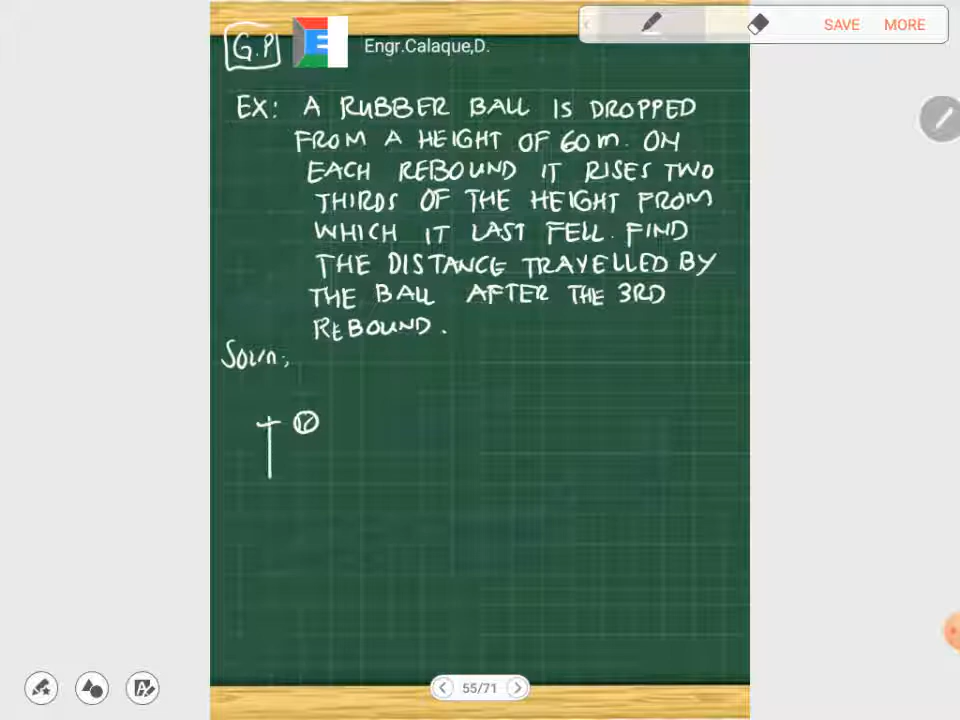 G.P
E
Engr.Calaque,D.
SAVE
MORE
EX: A RUBBER BALL IS DROPPED
FROM A HEIGHT OF 60 m. ON
EACH REBOUND IT RISES TWO
THIRDS OF THE HEIGHT FROM
WHICH IT LAST FELL. FIND
THE DISTANCE TRAVELLED BY
THE BALL AFTER THE 3RD
REBOUND.
Sol'n:
55/71